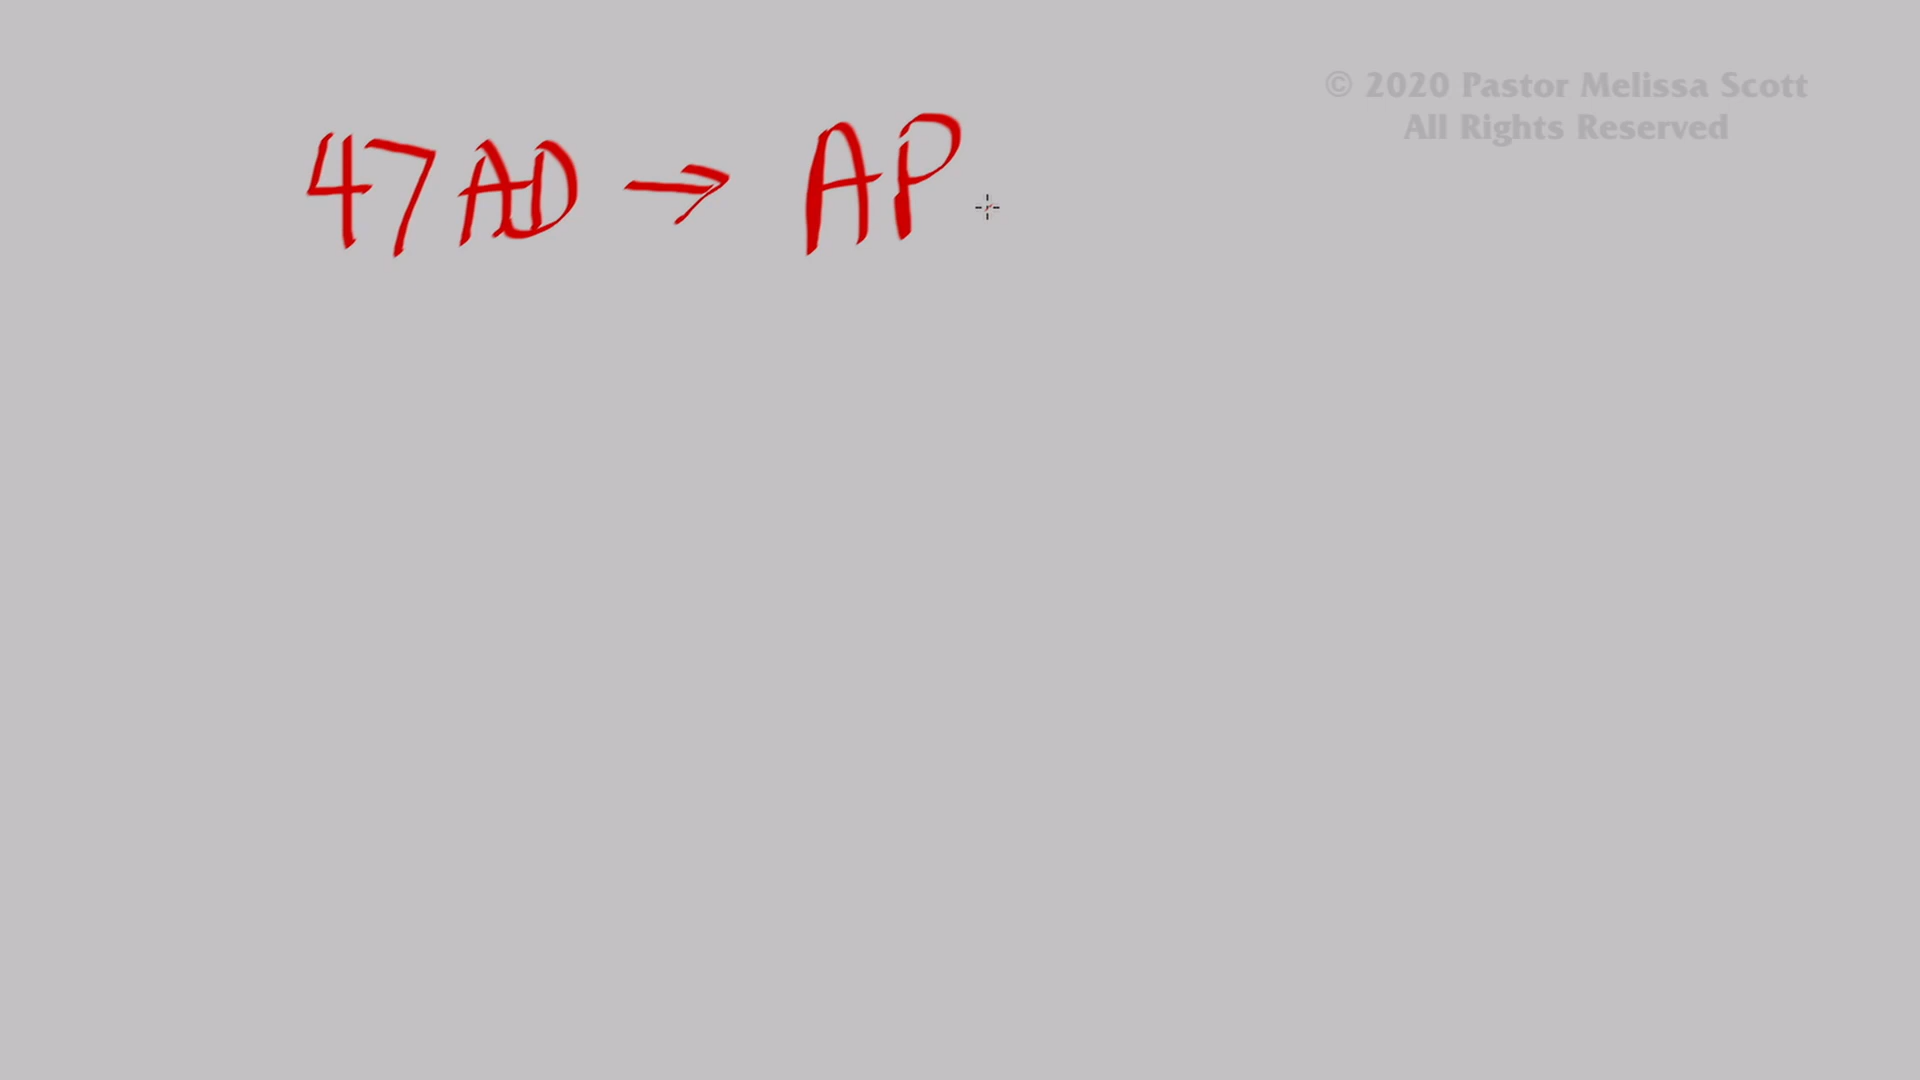 © 2020 Pastor Melissa Scott
All Rights Reserved
47 AD → AP